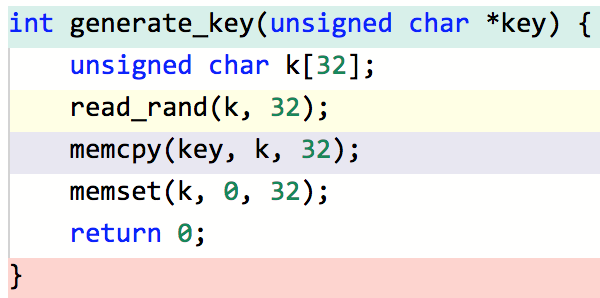 int generate_key(unsigned char *key) {
    unsigned char k[32];
    read_rand(k, 32);
    memcpy(key, k, 32);
    memset(k, 0, 32);
    return 0;
}